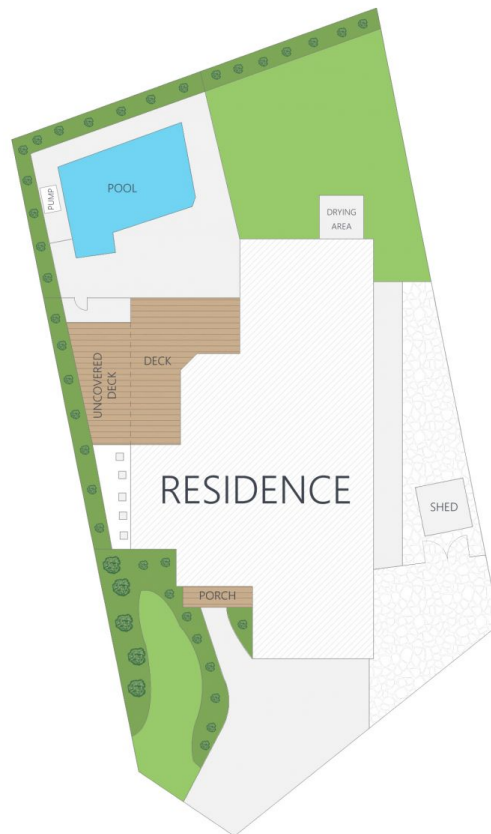 POOL
PUMP
DRYING
AREA
DECK
UNCOVERED
DECK
RESIDENCE
SHED
PORCH